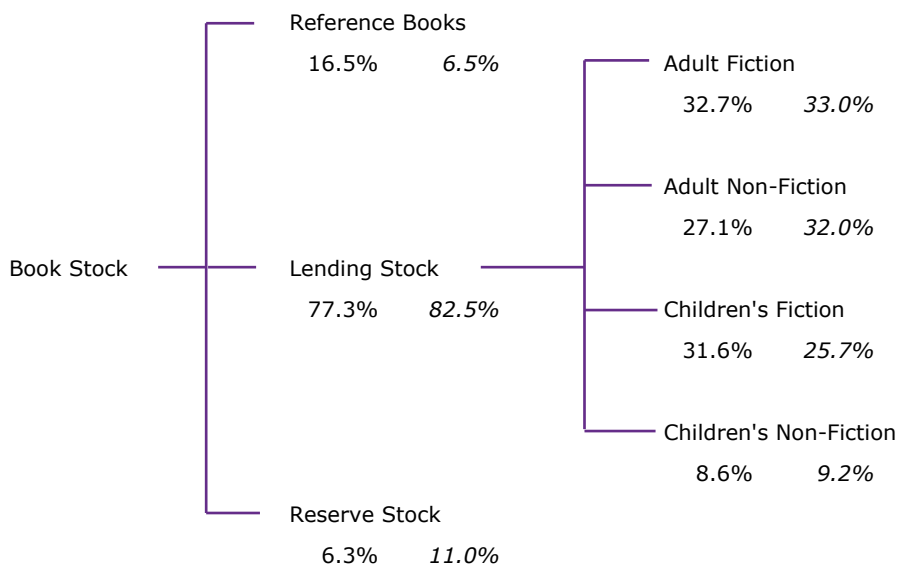 Reference Books
16.5% 6.5%
Adult Fiction
32.7% 33.0%
Adult Non-Fiction
27.1% 32.0%
Book Stock
Lending Stock
77.3% 82.5%
Children's Fiction
31.6% 25.7%
Children's Non-Fiction
8.6% 9.2%
Reserve Stock
6.3% 11.0%